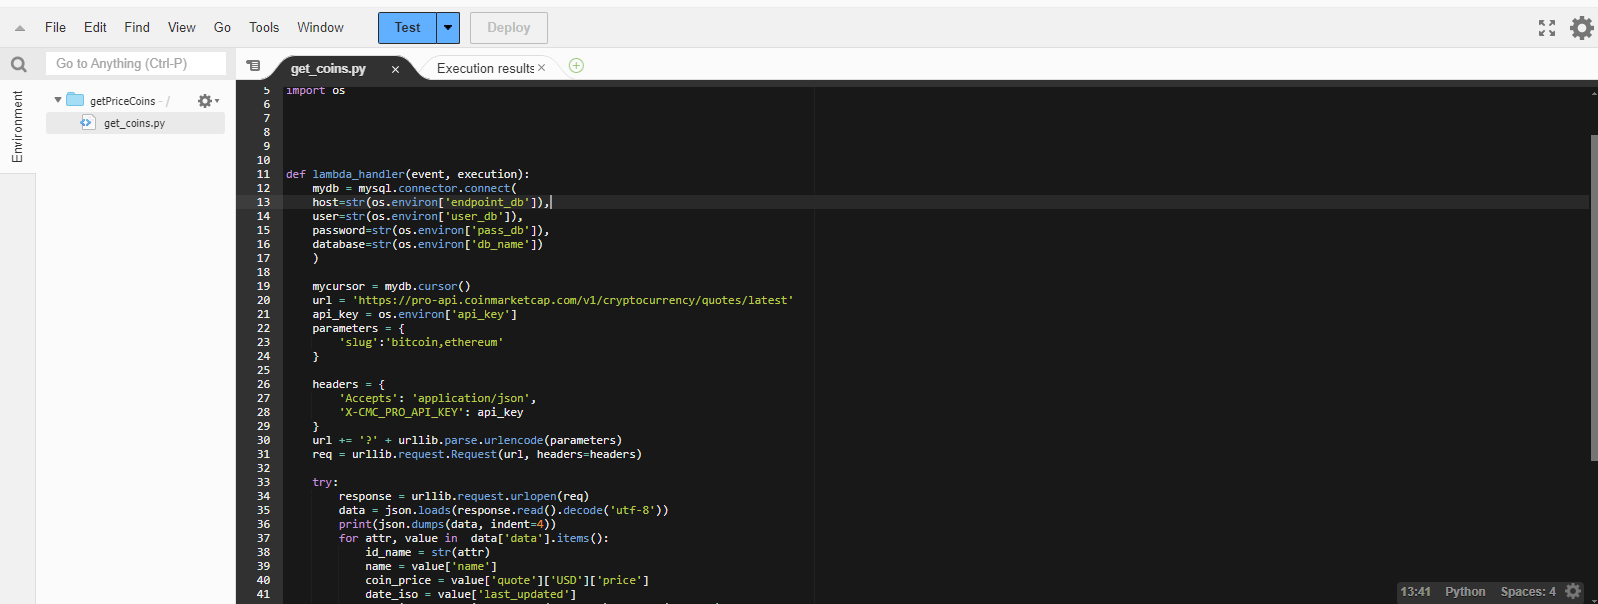 File Edit Find View Go Tools Window Test Deploy
Go to Anything (Ctrl-P) get_coins.py × Execution results ×
Environment
getPriceCoins - /
get_coins.py
5 import os
6
7
8
9
10
11 def lambda_handler(event, execution):
12 mydb = mysql.connector.connect(
13 host=str(os.environ['endpoint_db']),
14 user=str(os.environ['user_db']),
15 password=str(os.environ['pass_db']),
16 database=str(os.environ['db_name'])
17 )
18
19 mycursor = mydb.cursor()
20 url = 'https://pro-api.coinmarketcap.com/v1/cryptocurrency/quotes/latest'
21 api_key = os.environ['api_key']
22 parameters = {
23 'slug':'bitcoin,ethereum'
24 }
25
26 headers = {
27 'Accepts': 'application/json',
28 'X-CMC_PRO_API_KEY': api_key
29 }
30 url += '?' + urllib.parse.urlencode(parameters)
31 req = urllib.request.Request(url, headers=headers)
32
33 try:
34 response = urllib.request.urlopen(req)
35 data = json.loads(response.read().decode('utf-8'))
36 print(json.dumps(data, indent=4))
37 for attr, value in  data['data'].items():
38 id_name = str(attr)
39 name = value['name']
40 coin_price = value['quote']['USD']['price']
41 date_iso = value['last_updated']
13:41 Python Spaces: 4